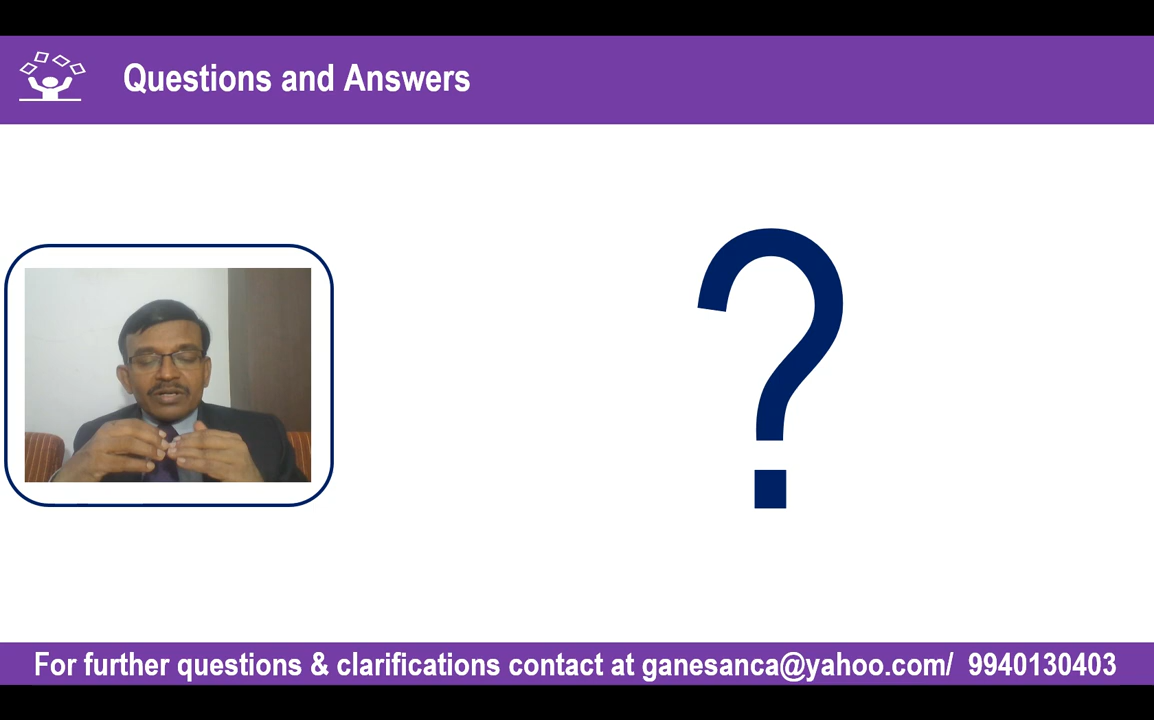 Questions and Answers
?
For further questions & clarifications contact at ganesanca@yahoo.com/ 9940130403